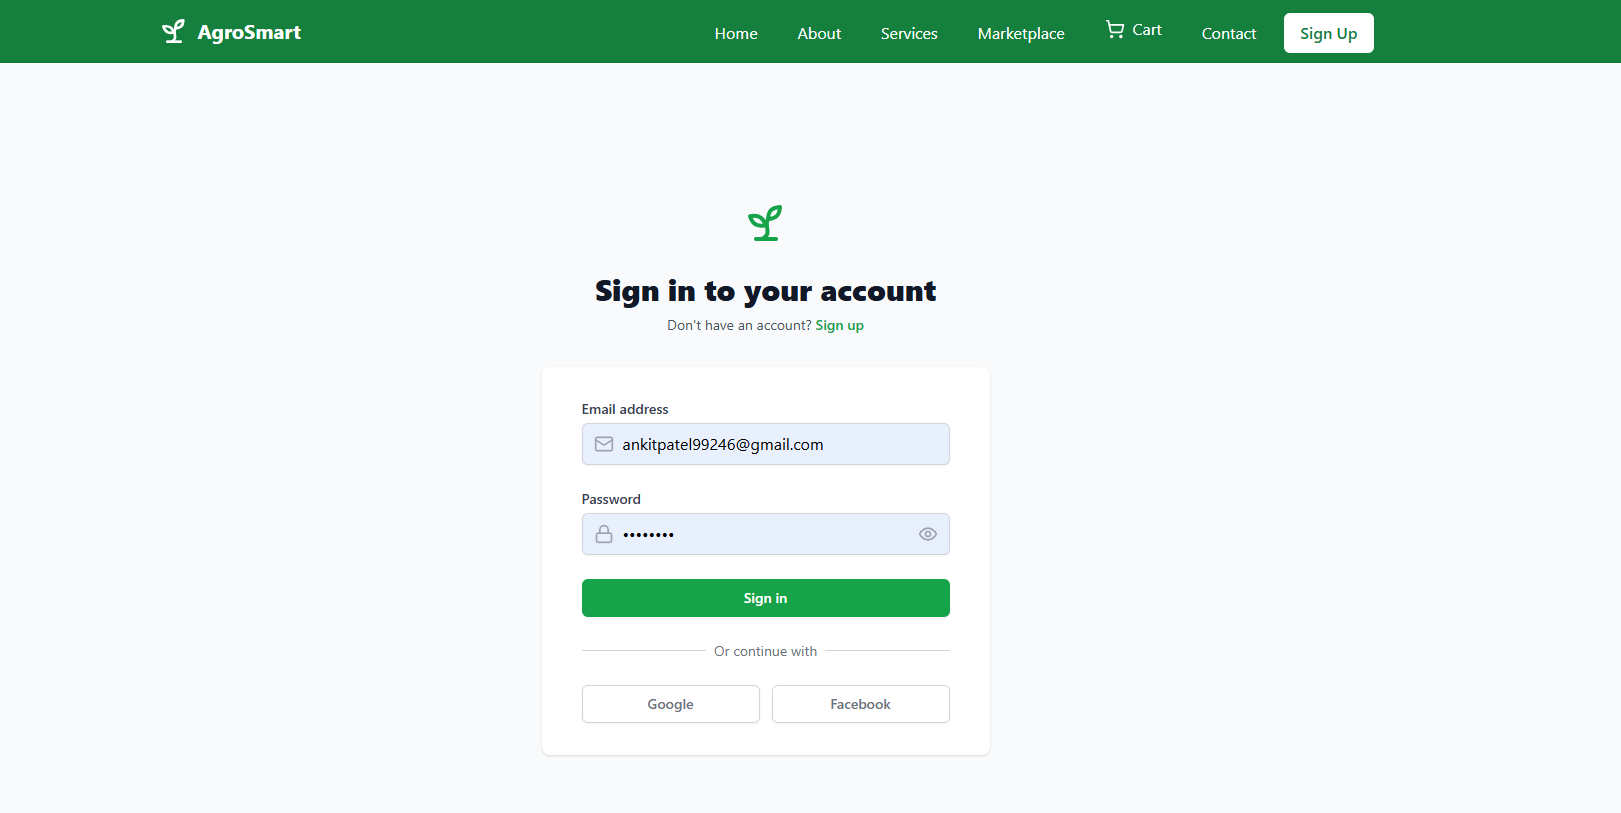 AgroSmart
Home About Services Marketplace Cart Contact Sign Up
Sign in to your account
Don't have an account? Sign up
Email address
ankitpatel99246@gmail.com
Password
••••••••
Sign in
Or continue with
Google Facebook